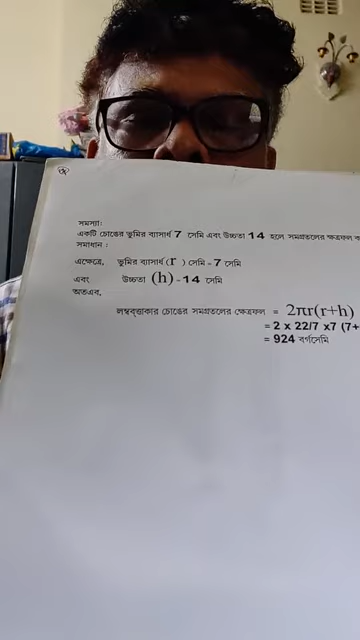 সমস্যা:
একটি চোঙের ভূমির ব্যাসার্ধ 7 সেমি এবং উচ্চতা 14 হলে সমগ্রতলের ক্ষেত্রফল
সমাধান :
এক্ষেত্রে, ভূমির ব্যাসার্ধ (r ) সেমি = 7 সেমি
এবং উচ্চতা (h) = 14 সেমি
অতএব,
লম্ববৃত্তাকার চোঙের সমগ্রতলের ক্ষেত্রফল = 2πr(r+h)
= 2 x 22/7 x7 (7+
= 924 বর্গসেমি